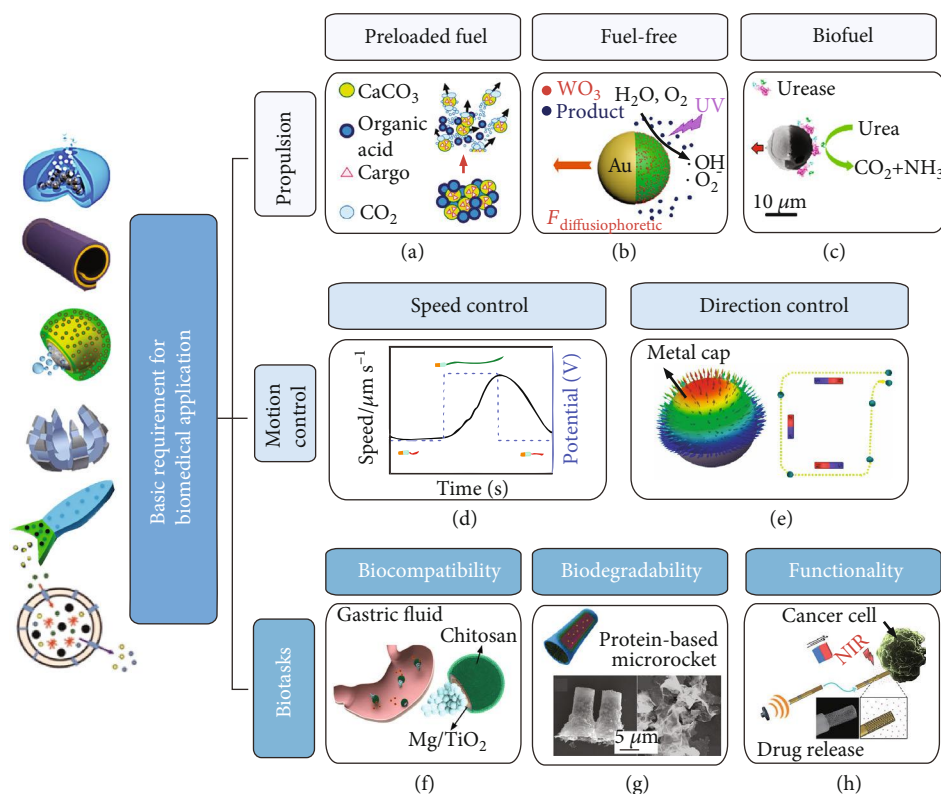 Preloaded fuel
Fuel-free
Biofuel
Propulsion
CaCO₃
Organic
acid
Cargo
CO₂
(a)
WO₃
Product
H₂O, O₂
UV
Au
OH
O₂⁻
F diffusiophoretic
(b)
Urease
Urea
CO₂+NH₃
10 μm
(c)
Basic requirement for
biomedical application
Motion
control
Speed control
Direction control
Speed/μm s⁻¹
Potential (V)
Time (s)
(d)
Metal cap
(e)
Biotasks
Biocompatibility
Biodegradability
Functionality
Gastric fluid
Chitosan
Mg/TiO₂
(f)
Protein-based
microrocket
5 μm
(g)
Cancer cell
NIR
Drug release
(h)